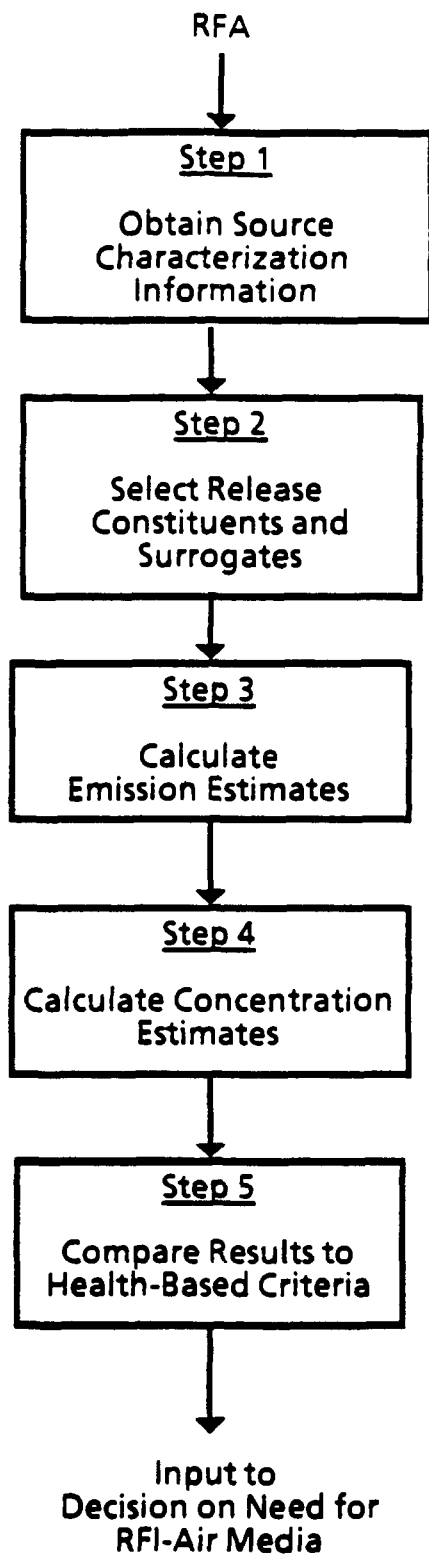 RFA
Step 1
Obtain Source
Characterization
Information
Step 2
Select Release
Constituents and
Surrogates
Step 3
Calculate
Emission Estimates
Step 4
Calculate Concentration
Estimates
Step 5
Compare Results to
Health-Based Criteria
Input to
Decision on Need for
RFI-Air Media